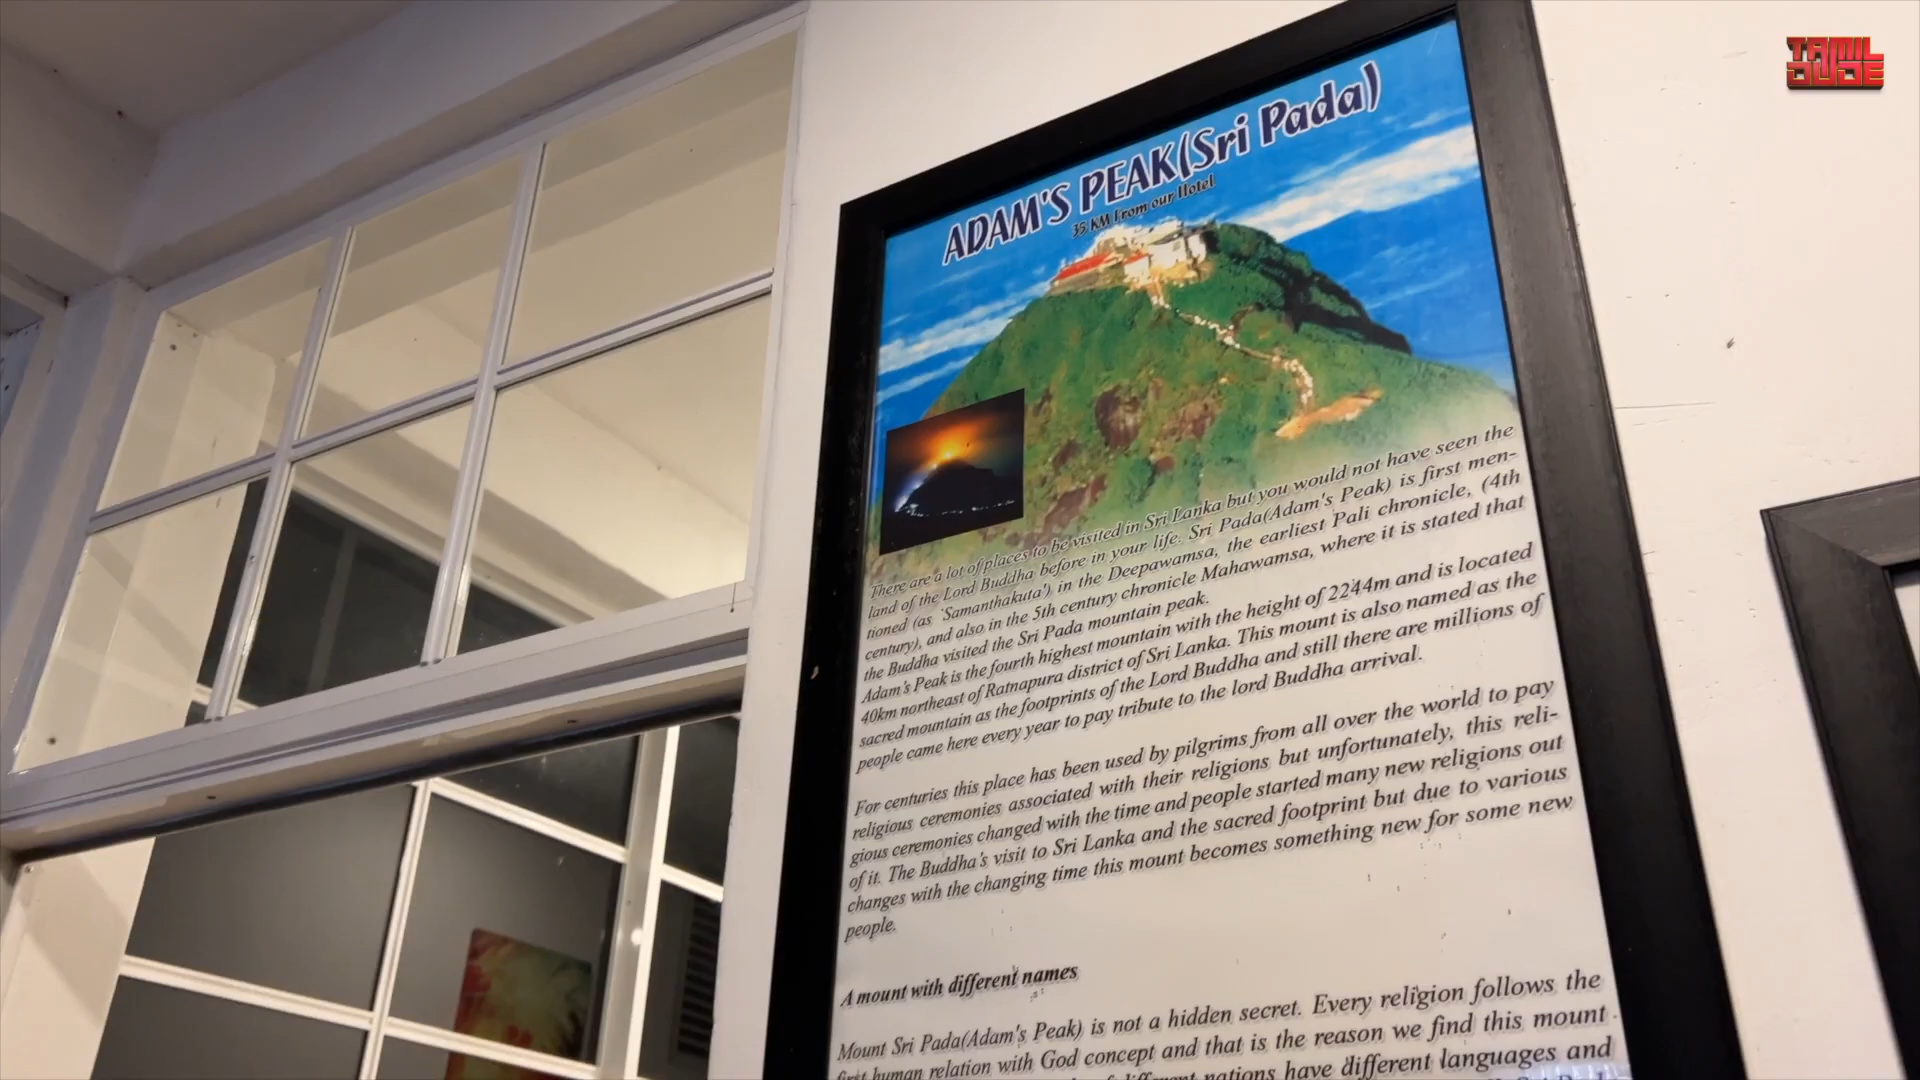 TAMIL
DUDE
ADAM'S PEAK(Sri Pada)
35 KM From our Hotel
There are a lot of places to be visited in Sri Lanka but you would not have seen the
land of the Lord Buddha before in your life. Sri Pada(Adam's Peak) is first men-
tioned (as `Samanthakuta') in the Deepawamsa, the earliest Pali chronicle, (4th
century), and also in the 5th century chronicle Mahawamsa, where it is stated that
the Buddha visited the Sri Pada mountain peak.
Adam's Peak is the fourth highest mountain with the height of 2244m and is located
40km northeast of Ratnapura district of Sri Lanka. This mount is also named as the
sacred mountain as the footprints of the Lord Buddha and still there are millions of
people came here every year to pay tribute to the lord Buddha arrival.
For centuries this place has been used by pilgrims from all over the world to pay
religious ceremonies associated with their religions but unfortunately, this reli-
gious ceremonies changed with the time and people started many new religions out
of it. The Buddha's visit to Sri Lanka and the sacred footprint but due to various
changes with the changing time this mount becomes something new for some new
people.
A mount with different names
Mount Sri Pada(Adam's Peak) is not a hidden secret. Every religion follows the
first human relation with God concept and that is the reason we find this mount
different nations have different languages and